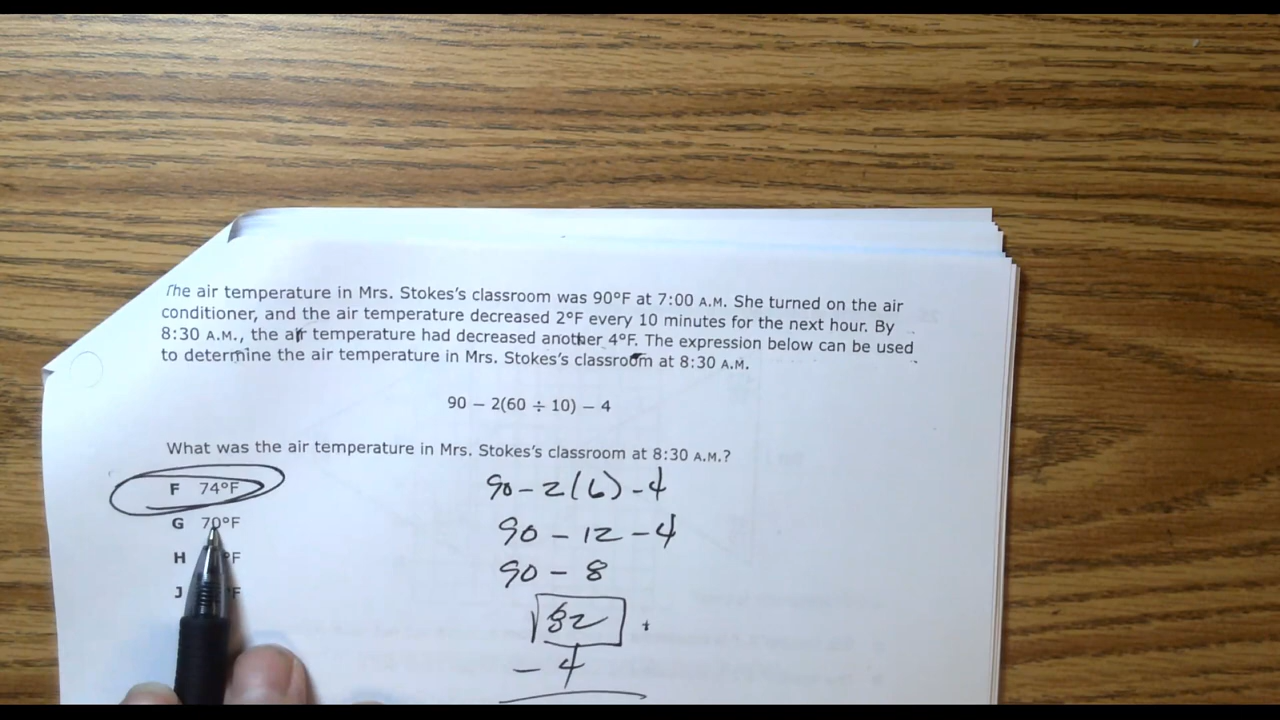 The air temperature in Mrs. Stokes's classroom was 90°F at 7:00 A.M. She turned on the air
conditioner, and the air temperature decreased 2°F every 10 minutes for the next hour. By
8:30 A.M., the air temperature had decreased another 4°F. The expression below can be used
to determine the air temperature in Mrs. Stokes's classroom at 8:30 A.M.
90 − 2(60 ÷ 10) − 4
What was the air temperature in Mrs. Stokes's classroom at 8:30 A.M.?
F 74°F
G 70°F
H °F
J °F
90 − 2(6) − 4
90 − 12 − 4
90 − 8
82
− 4